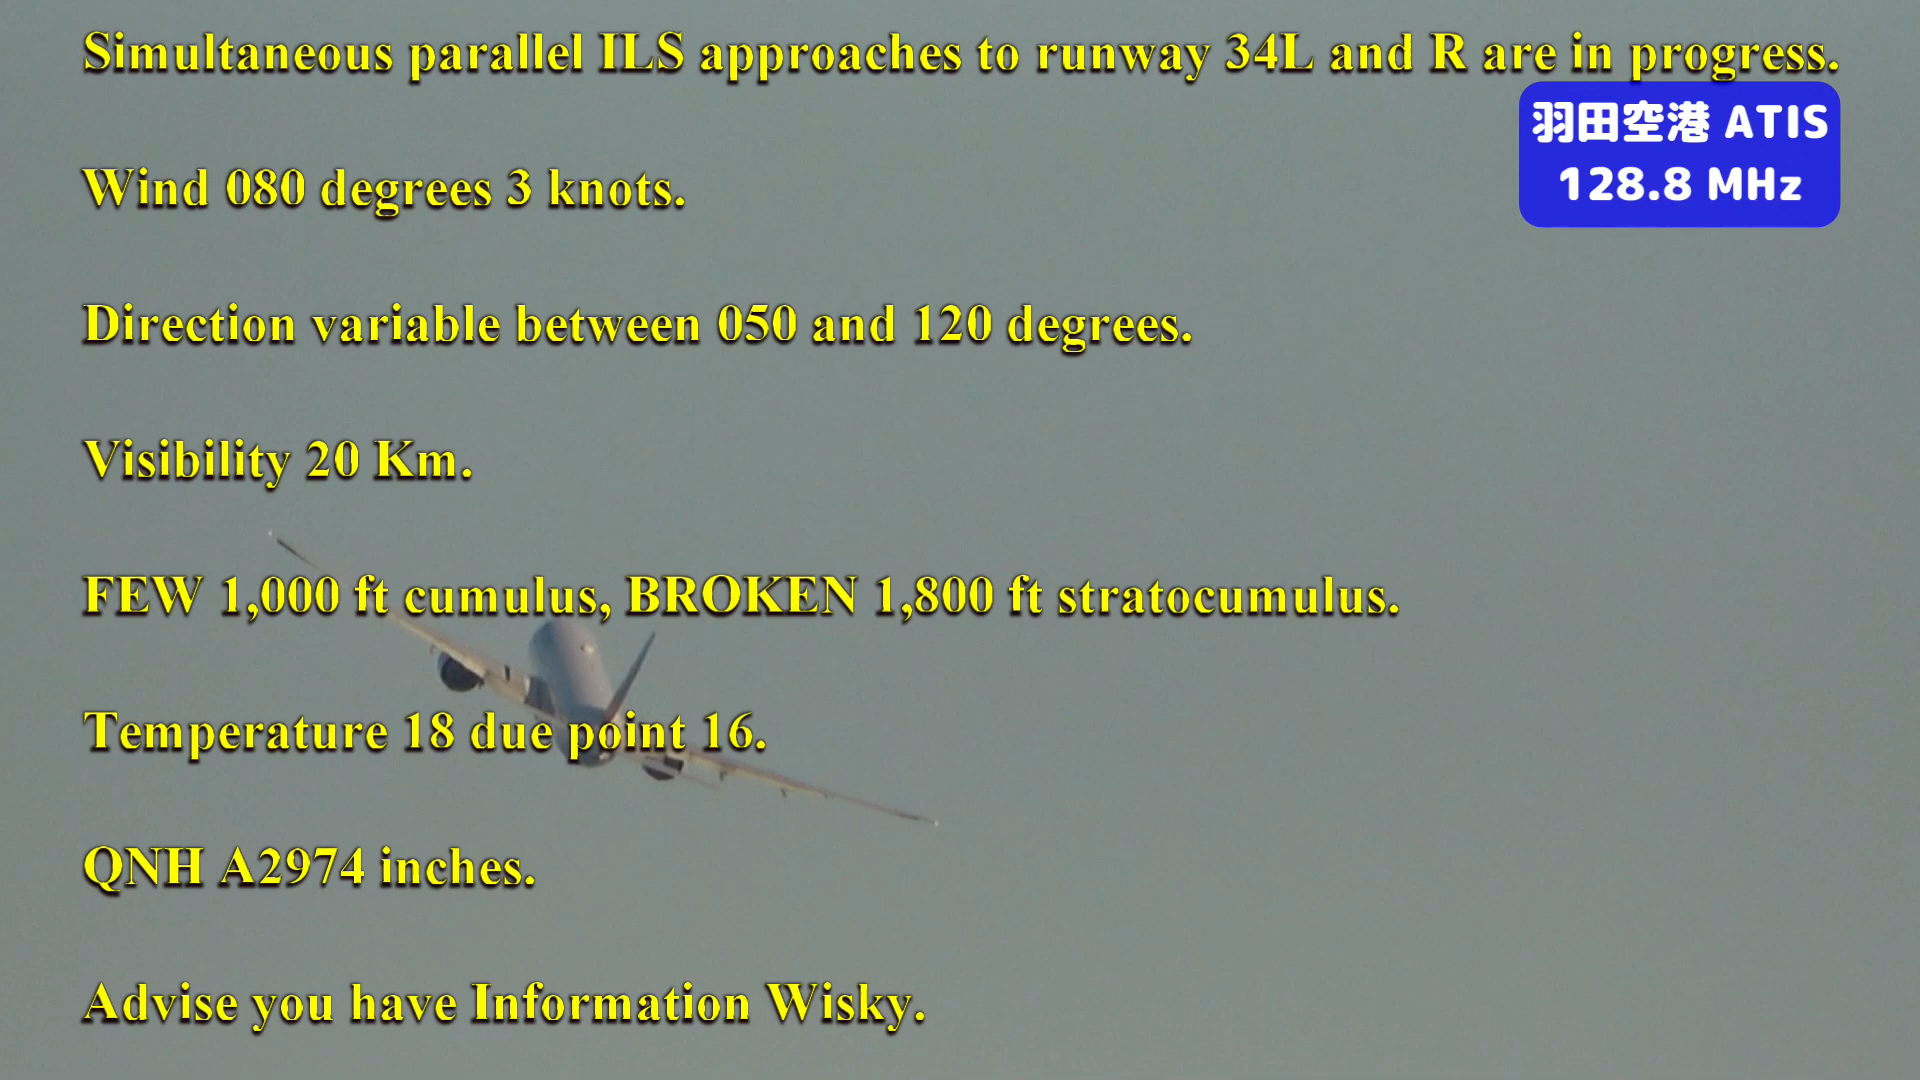 Simultaneous parallel ILS approaches to runway 34L and R are in progress.
羽田空港 ATIS
128.8 MHz
Wind 080 degrees 3 knots.
Direction variable between 050 and 120 degrees.
Visibility 20 Km.
FEW 1,000 ft cumulus, BROKEN 1,800 ft stratocumulus.
Temperature 18 due point 16.
QNH A2974 inches.
Advise you have Information Wisky.